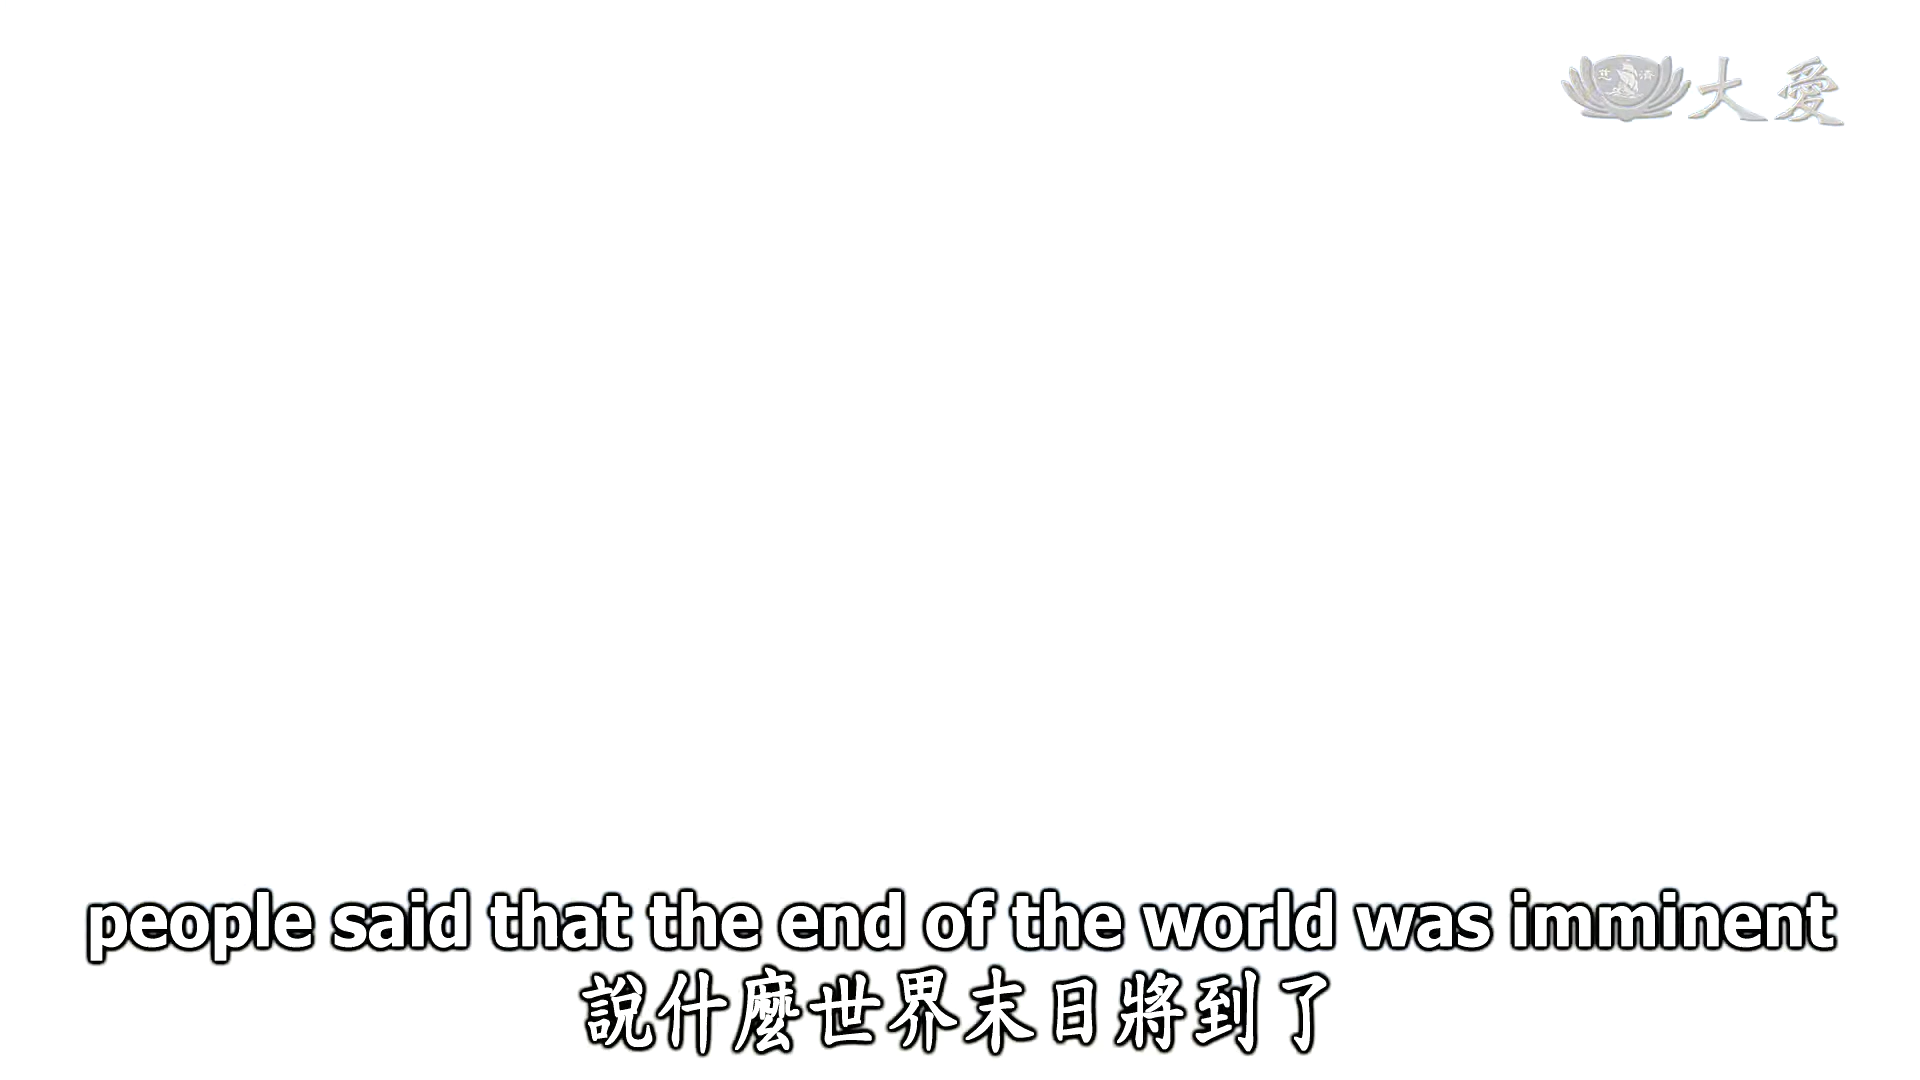 大愛
people said that the end of the world was imminent
說什麼世界末日將到了